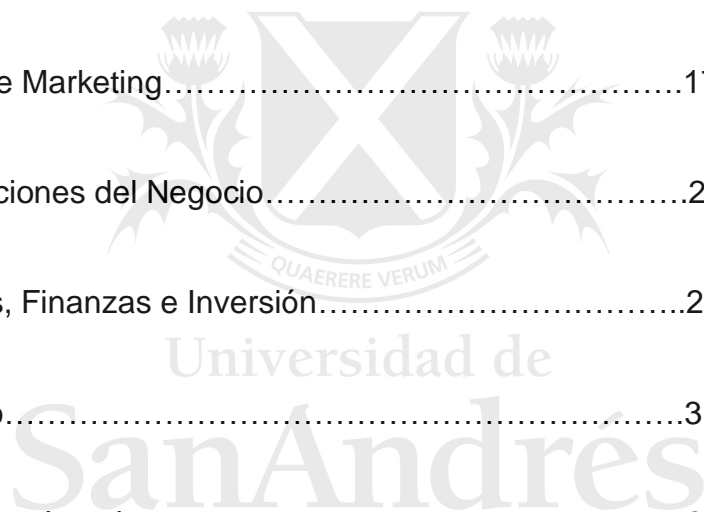 e Marketing……………………………………………….17
ciones del Negocio…………………………………….2
QUAERERE VERUM
s, Finanzas e Inversión………………………………..2
Universidad de
o…………………………………………………………….3
SanAndrés